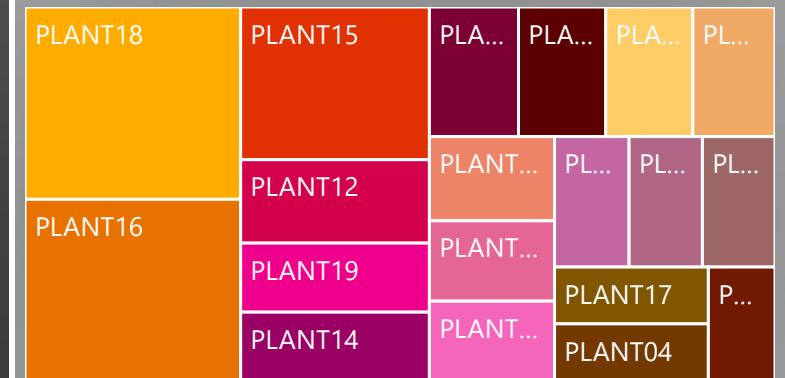 PLANT18
PLANT16
PLANT15
PLANT12
PLANT19
PLANT14
PLA...
PLA...
PLA...
PL...
PLANT...
PLANT...
PLANT...
PL...
PL...
PL...
PLANT17
PLANT04
P...